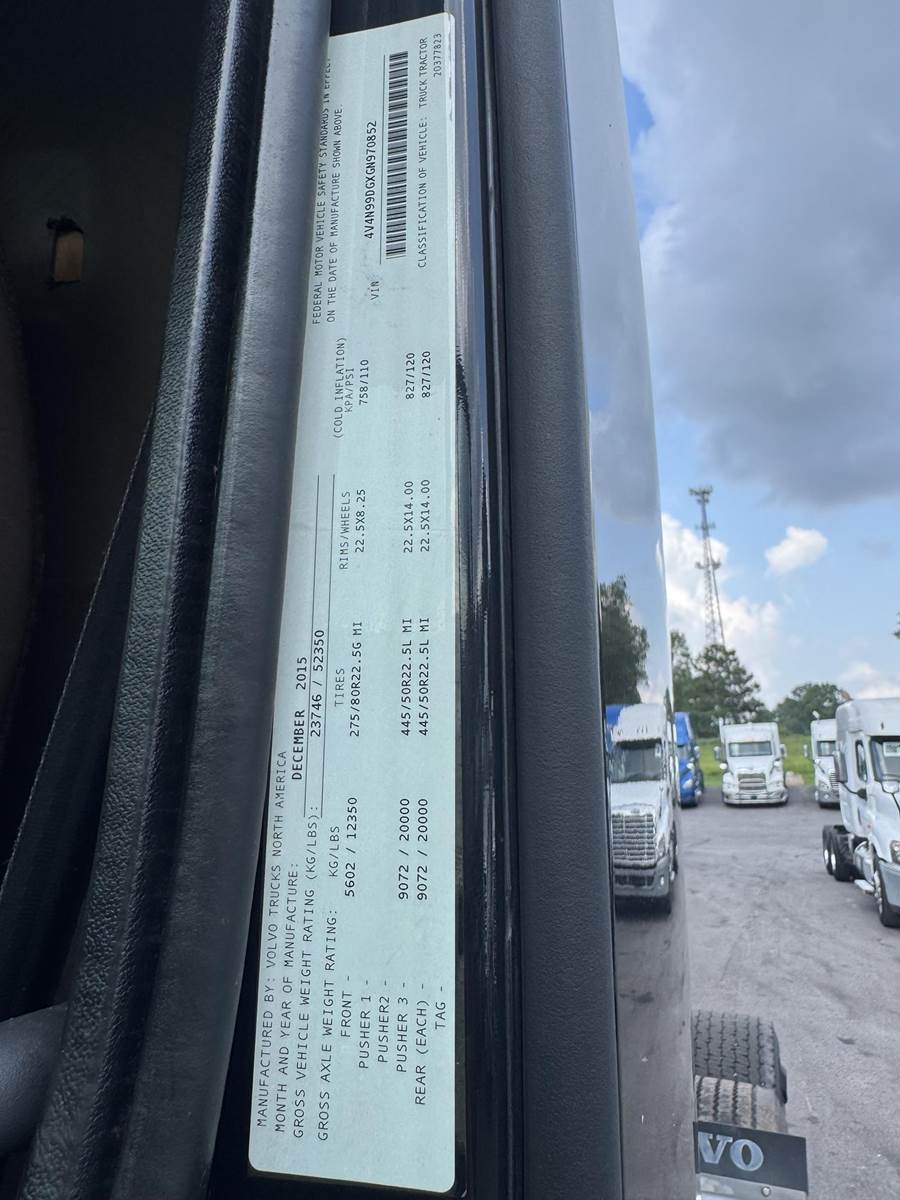 MANUFACTURED BY: VOLVO TRUCKS NORTH AMERICA
MONTH AND YEAR OF MANUFACTURE: DECEMBER 2015
GROSS VEHICLE WEIGHT RATING (KG/LBS): 23746 / 52350
FEDERAL MOTOR VEHICLE SAFETY STANDARDS IN EFFECT
ON THE DATE OF MANUFACTURE SHOWN ABOVE.
GROSS AXLE WEIGHT RATING: KG/LBS TIRES RIMS/WHEELS (COLD INFLATION) KPA/PSI
FRONT - 5602 / 12350 275/80R22.5G MI 22.5X8.25 758/110
PUSHER 1 -
PUSHER2 -
PUSHER 3 - 9072 / 20000 445/50R22.5L MI 22.5X14.00 827/120
REAR (EACH) - 9072 / 20000 445/50R22.5L MI 22.5X14.00 827/120
TAG -
VIN 4V4N99DGXGN970852
CLASSIFICATION OF VEHICLE: TRUCK TRACTOR
20377823
VO